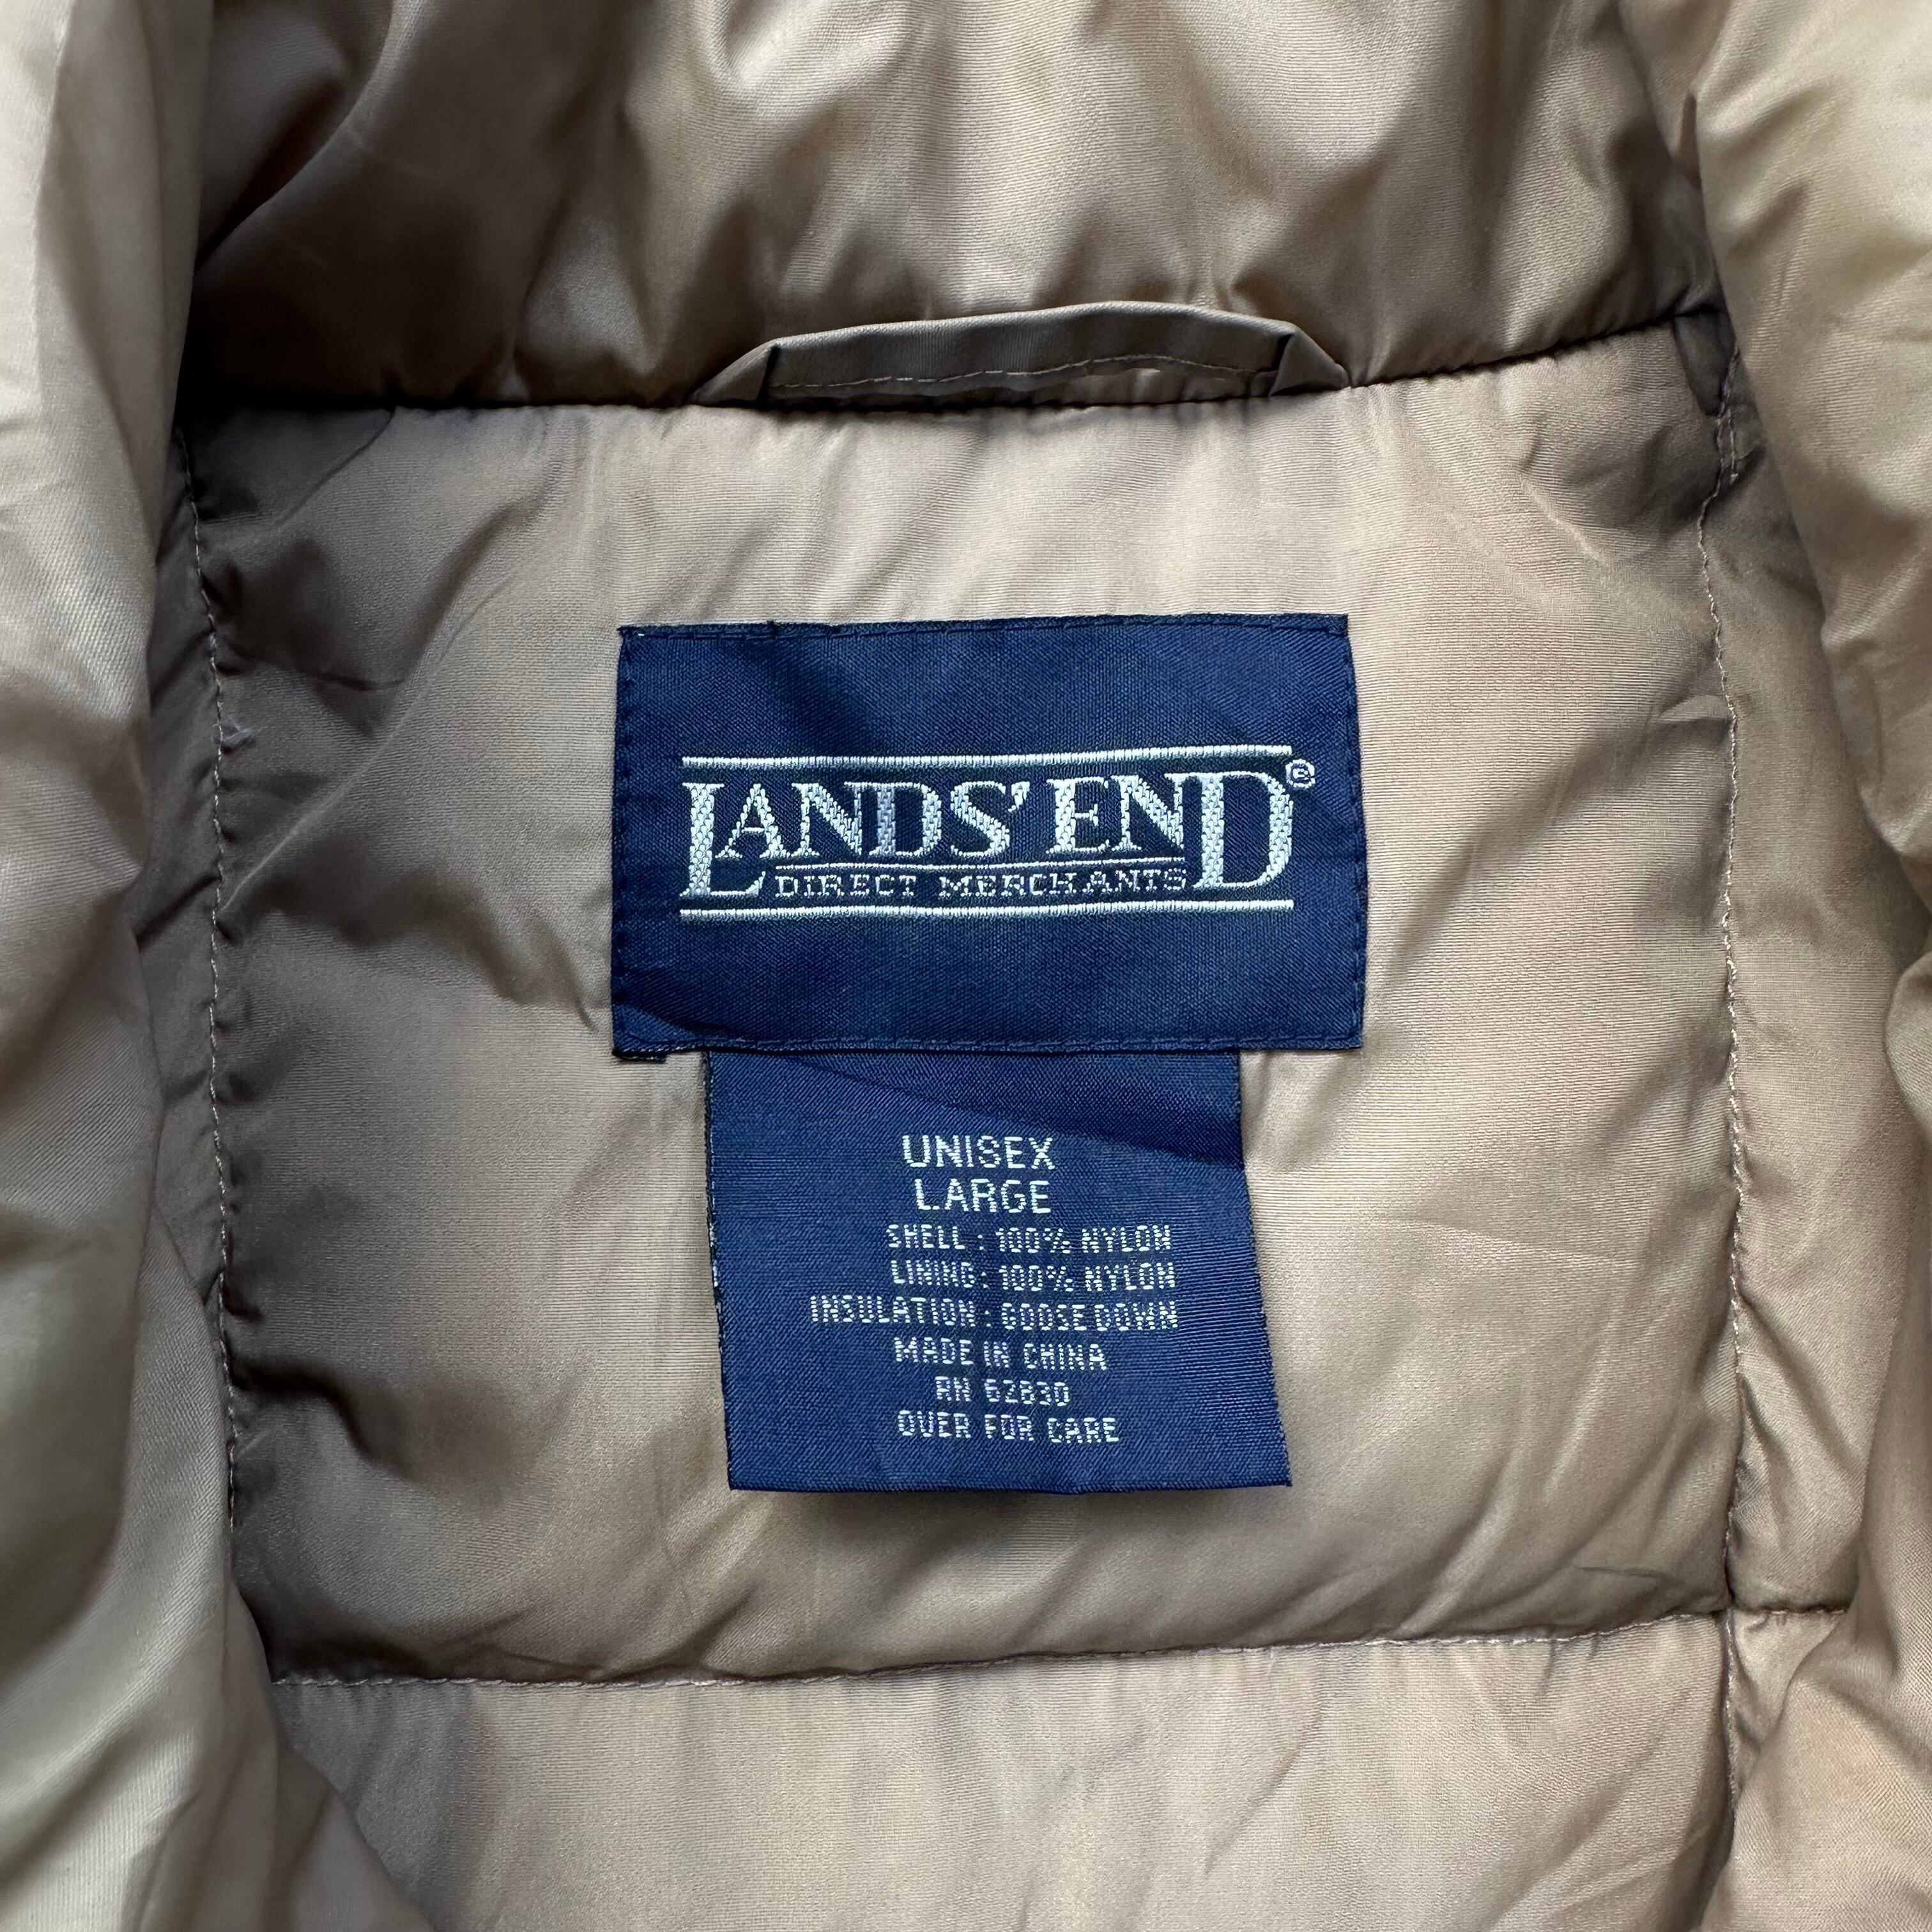 LANDS' END®
DIRECT MERCHANTS
UNISEX
LARGE
SHELL : 100% NYLON
LINING: 100% NYLON
INSULATION : GOOSE DOWN
MADE IN CHINA
RN 62830
OVER FOR CARE